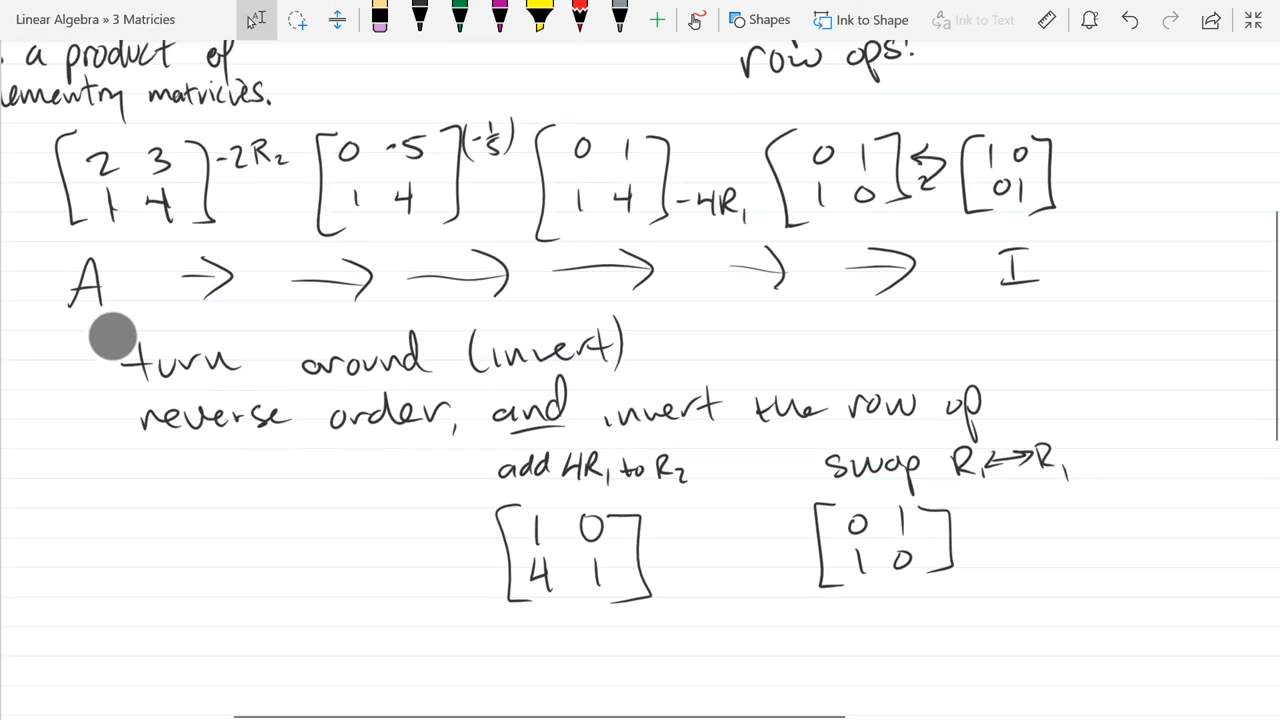 Linear Algebra » 3 Matricies
Shapes
Ink to Shape
Ink to Text
a product of
row ops.
ementry matricies.
[2 3; 1 4] -2R₂ [0 -5; 1 4] (-1/5) [0 1; 1 4] -4R₁ [0 1; 1 0] ↔ 2 [1 0; 0 1]
A → → → → → → I
turn around (invert)
reverse order, and invert the row op
add 4R₁ to R₂ swap R₁ ↔ R₁
[1 0; 4 1] [0 1; 1 0]